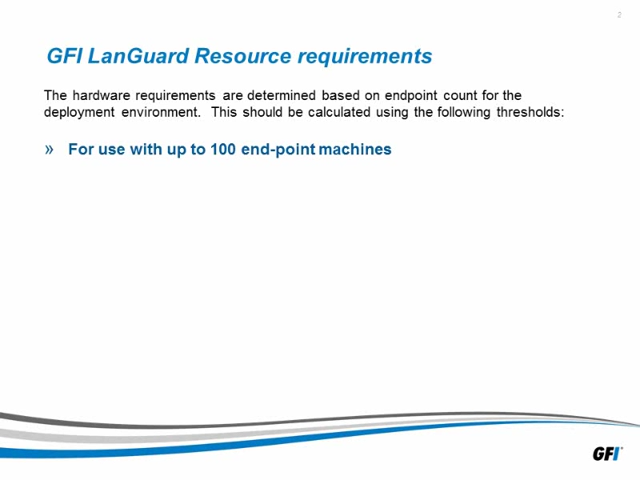 2
GFI LanGuard Resource requirements
The hardware requirements are determined based on endpoint count for the
deployment environment. This should be calculated using the following thresholds:
» For use with up to 100 end-point machines
GFI